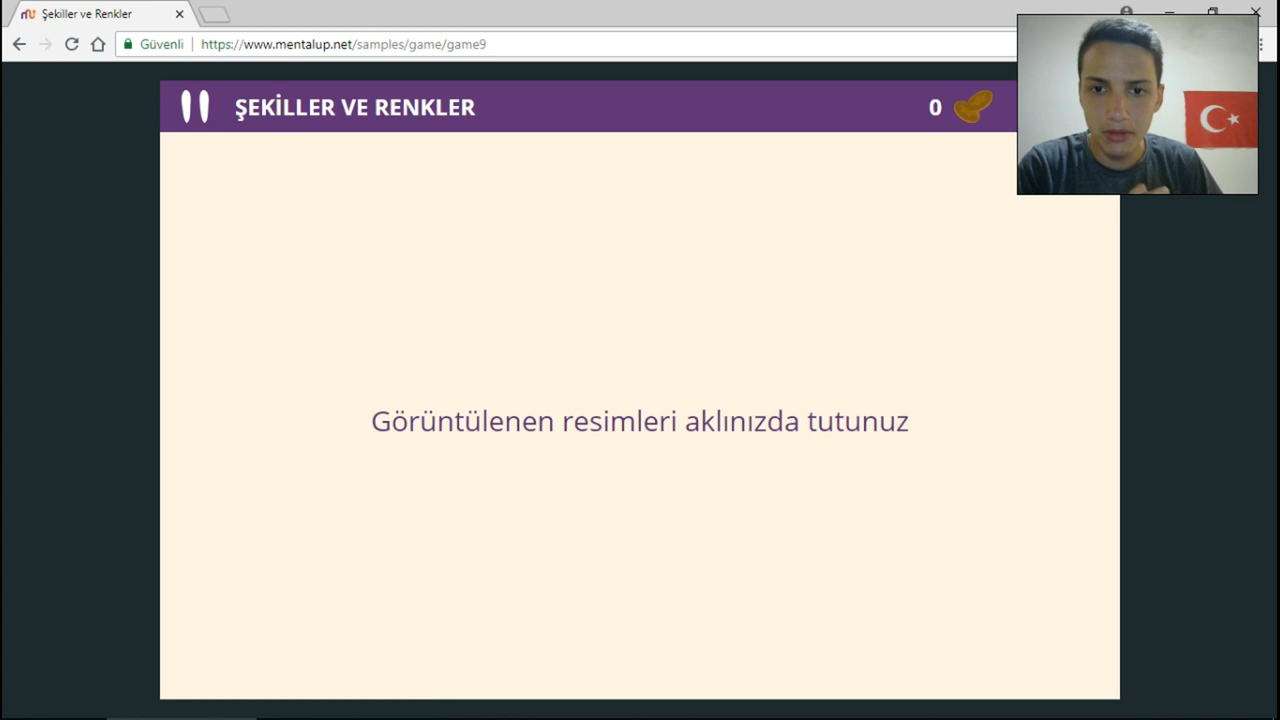 Şekiller ve Renkler
Güvenli
https://www.mentalup.net/samples/game/game9
ŞEKİLLER VE RENKLER
0
Görüntülenen resimleri aklınızda tutunuz